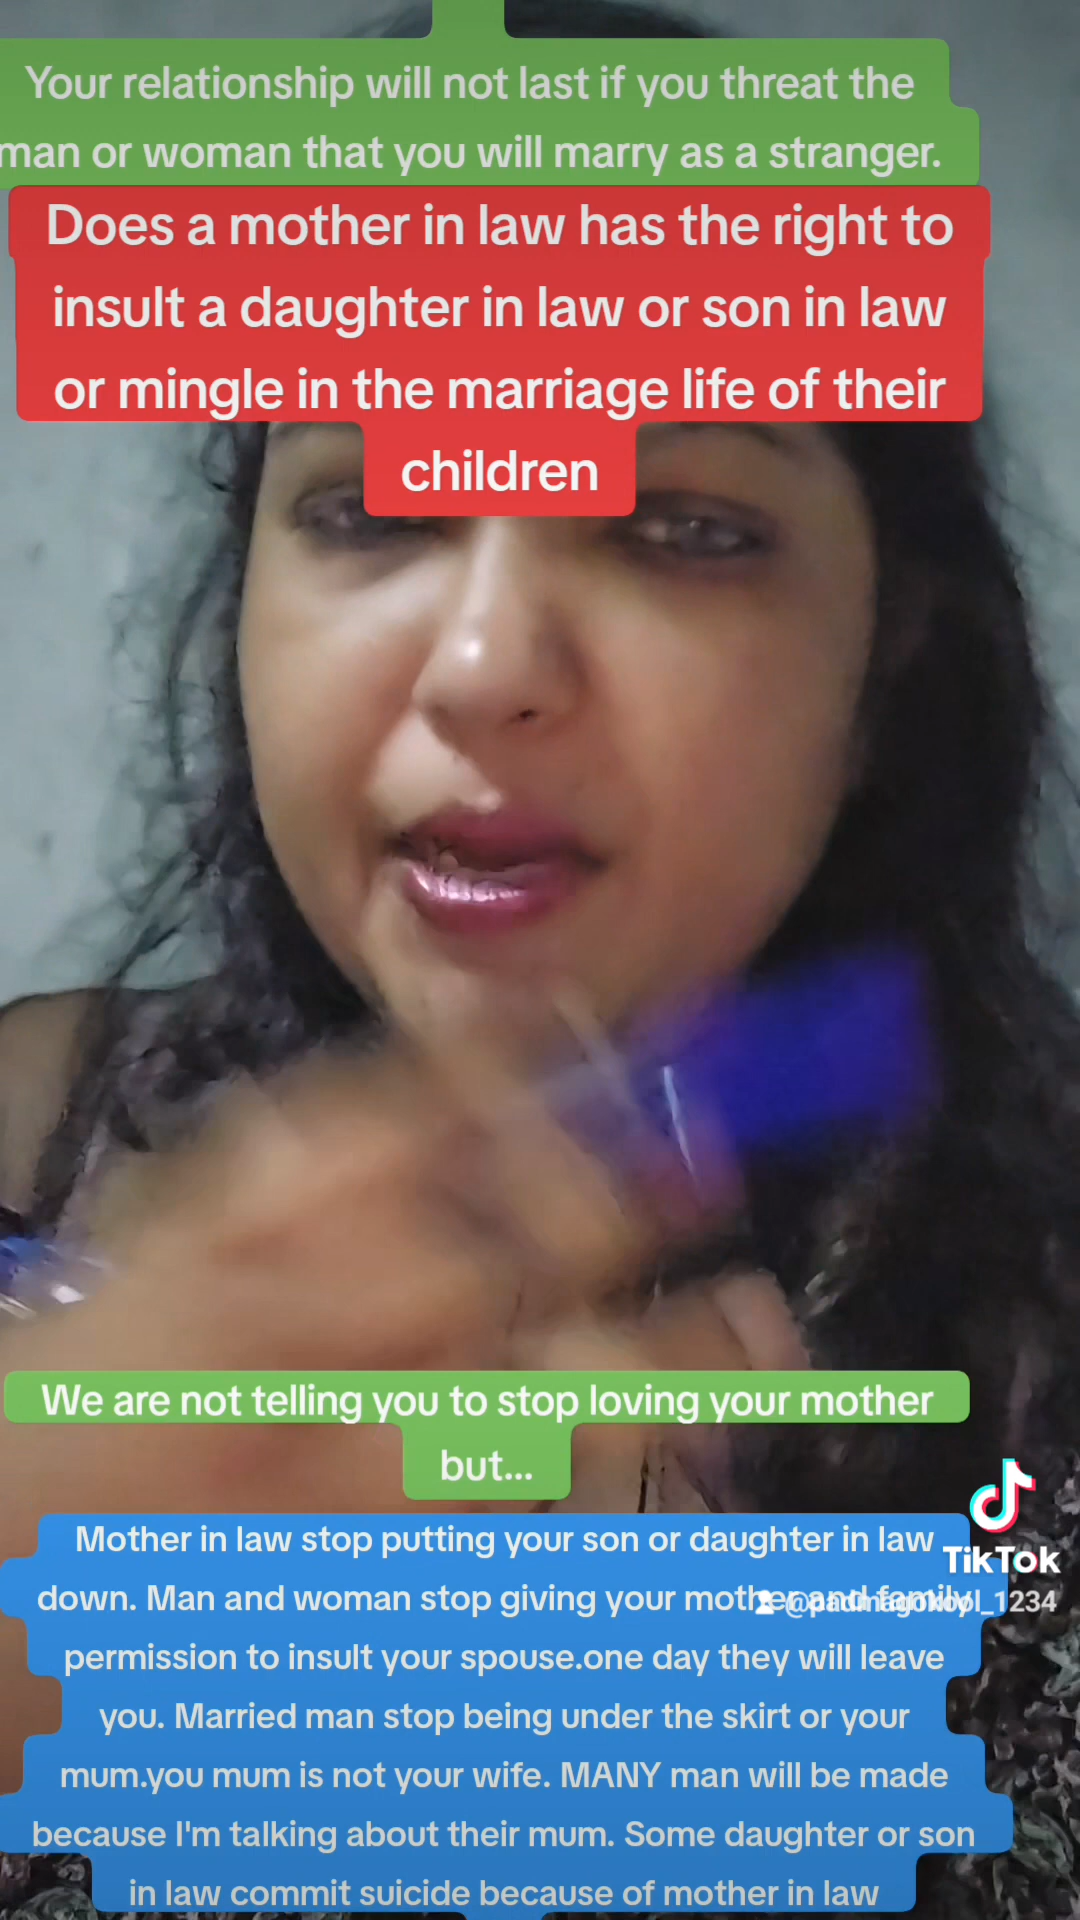 Your relationship will not last if you threat the
man or woman that you will marry as a stranger.
Does a mother in law has the right to
insult a daughter in law or son in law
or mingle in the marriage life of their
children
We are not telling you to stop loving your mother
but...
Mother in law stop putting your son or daughter in law
down. Man and woman stop giving your mother and family
permission to insult your spouse.one day they will leave
you. Married man stop being under the skirt or your
mum.you mum is not your wife. MANY man will be made
because I'm talking about their mum. Some daughter or son
in law commit suicide because of mother in law
TikTok
@padmagokool_1234